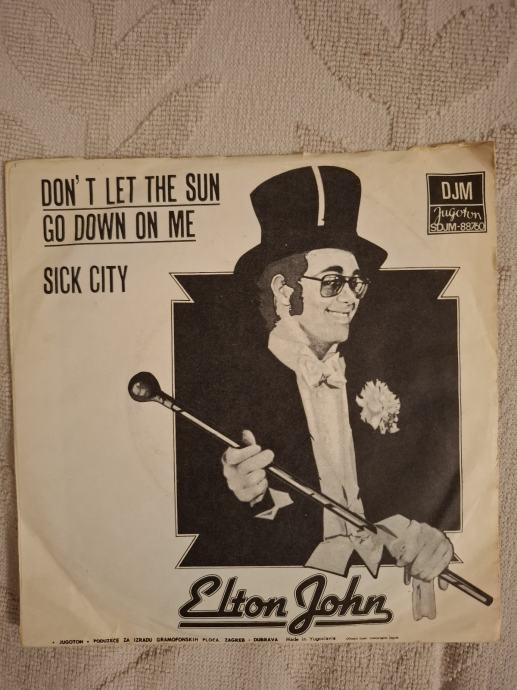 DON'T LET THE SUN
GO DOWN ON ME
SICK CITY
DJM
Jugoton
SDJM-88750
Elton John
• JUGOTON • PODUZEĆE ZA IZRADU GRAMOFONSKIH PLOČA, ZAGREB - DUBRAVA Made in Yugoslavia